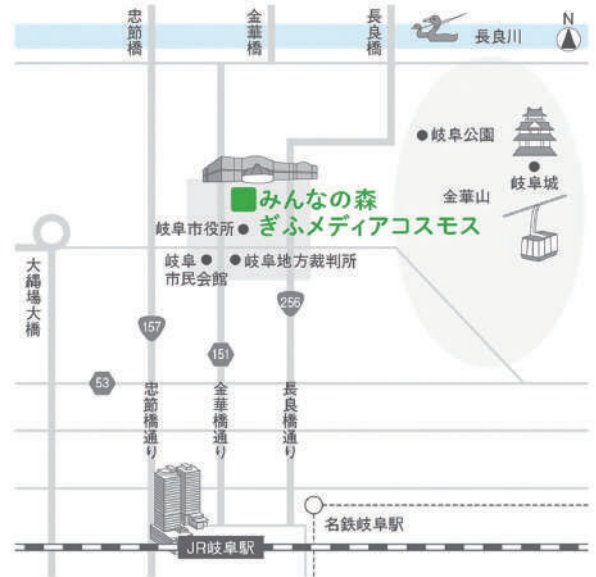 忠節橋
金華橋
長良橋
長良川
N
岐阜公園
岐阜城
金華山
みんなの森
ぎふメディアコスモス
岐阜市役所
岐阜
市民会館
岐阜地方裁判所
大縄場大橋
157
256
151
53
忠節橋通り
金華橋通り
長良橋通り
名鉄岐阜駅
JR岐阜駅